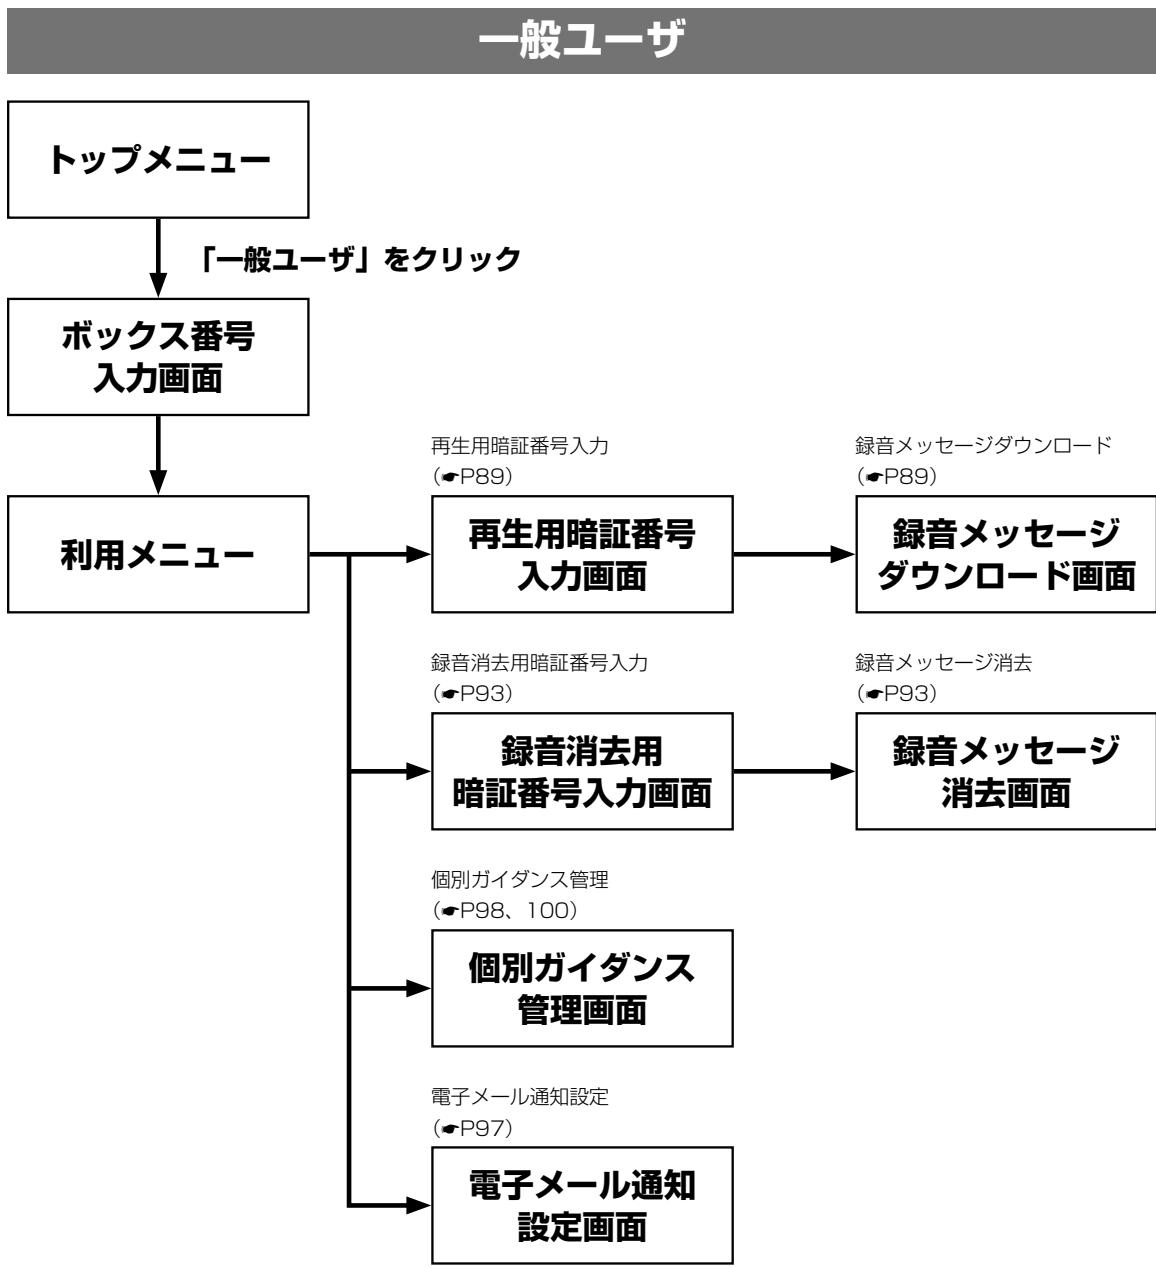 一般ユーザ
トップメニュー
「一般ユーザ」をクリック
ボックス番号
入力画面
利用メニュー
再生用暗証番号入力
(☛P89)
再生用暗証番号
入力画面
録音メッセージダウンロード
(☛P89)
録音メッセージ
ダウンロード画面
録音消去用暗証番号入力
(☛P93)
録音消去用
暗証番号入力画面
録音メッセージ消去
(☛P93)
録音メッセージ
消去画面
個別ガイダンス管理
(☛P98、100)
個別ガイダンス
管理画面
電子メール通知設定
(☛P97)
電子メール通知
設定画面